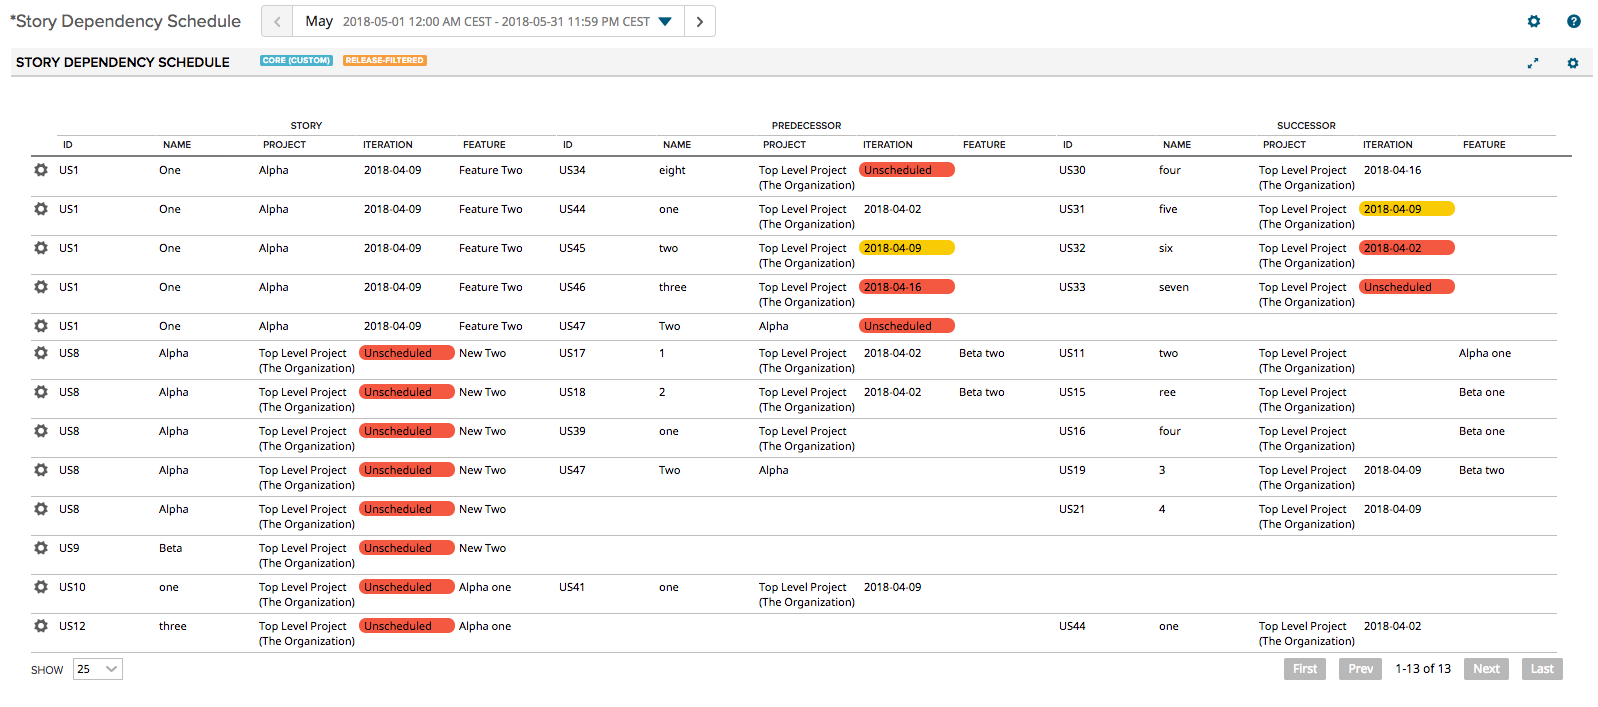 *Story Dependency Schedule May 2018-05-01 12:00 AM CEST - 2018-05-31 11:59 PM CEST
STORY DEPENDENCY SCHEDULE CORE (CUSTOM) RELEASE-FILTERED
STORY PREDECESSOR SUCCESSOR
ID NAME PROJECT ITERATION FEATURE ID NAME PROJECT ITERATION FEATURE ID NAME PROJECT ITERATION FEATURE
US1 One Alpha 2018-04-09 Feature Two US34 eight Top Level Project Unscheduled US30 four Top Level Project 2018-04-16
(The Organization) (The Organization)
US1 One Alpha 2018-04-09 Feature Two US44 one Top Level Project 2018-04-02 US31 five Top Level Project 2018-04-09
(The Organization) (The Organization)
US1 One Alpha 2018-04-09 Feature Two US45 two Top Level Project 2018-04-09 US32 six Top Level Project 2018-04-02
(The Organization) (The Organization)
US1 One Alpha 2018-04-09 Feature Two US46 three Top Level Project 2018-04-16 US33 seven Top Level Project Unscheduled
(The Organization) (The Organization)
US1 One Alpha 2018-04-09 Feature Two US47 Two Alpha Unscheduled
US8 Alpha Top Level Project Unscheduled New Two US17 1 Top Level Project 2018-04-02 Beta two US11 two Top Level Project Alpha one
(The Organization) (The Organization) (The Organization)
US8 Alpha Top Level Project Unscheduled New Two US18 2 Top Level Project 2018-04-02 Beta two US15 ree Top Level Project Beta one
(The Organization) (The Organization) (The Organization)
US8 Alpha Top Level Project Unscheduled New Two US39 one Top Level Project US16 four Top Level Project Beta one
(The Organization) (The Organization) (The Organization)
US8 Alpha Top Level Project Unscheduled New Two US47 Two Alpha US19 3 Top Level Project 2018-04-09 Beta two
(The Organization) (The Organization)
US8 Alpha Top Level Project Unscheduled New Two US21 4 Top Level Project 2018-04-09
(The Organization) (The Organization)
US9 Beta Top Level Project Unscheduled New Two
(The Organization)
US10 one Top Level Project Unscheduled Alpha one US41 one Top Level Project 2018-04-09
(The Organization) (The Organization)
US12 three Top Level Project Unscheduled Alpha one US44 one Top Level Project 2018-04-02
(The Organization) (The Organization)
SHOW 25 First Prev 1-13 of 13 Next Last